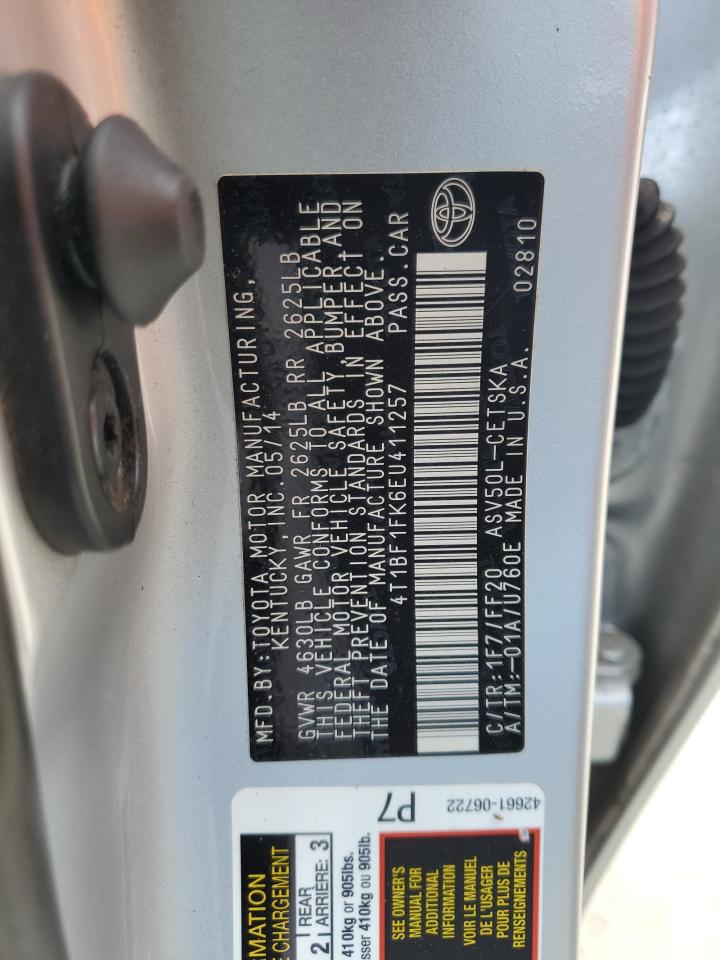 MFD.BY:TOYOTA MOTOR MANUFACTURING,
KENTUCKY,INC.05/14
GVWR 4630LB GAWR FR 2625LB RR 2625LB
THIS VEHICLE CONFORMS TO ALL APPLICABLE
FEDERAL MOTOR VEHICLE SAFETY, BUMPER, AND
THEFT PREVENTION STANDARDS IN EFFECT ON
THE DATE OF MANUFACTURE SHOWN ABOVE.
4T1BF1FK6EU411257 PASS.CAR
C/TR:1F7/FF20 ASV50L-CETSKA 02810
A/TM:-01A/U760E MADE IN U.S.A.
P7
42661-06722
CHARGEMENT
2
REAR
ARRIÈRE: 3
410kg or 905lbs.
410kg ou 905lb.
SEE OWNER'S
MANUAL FOR
ADDITIONAL
INFORMATION
VOIR LE MANUEL
DE L'USAGER
POUR PLUS DE
RENSEIGNEMENTS